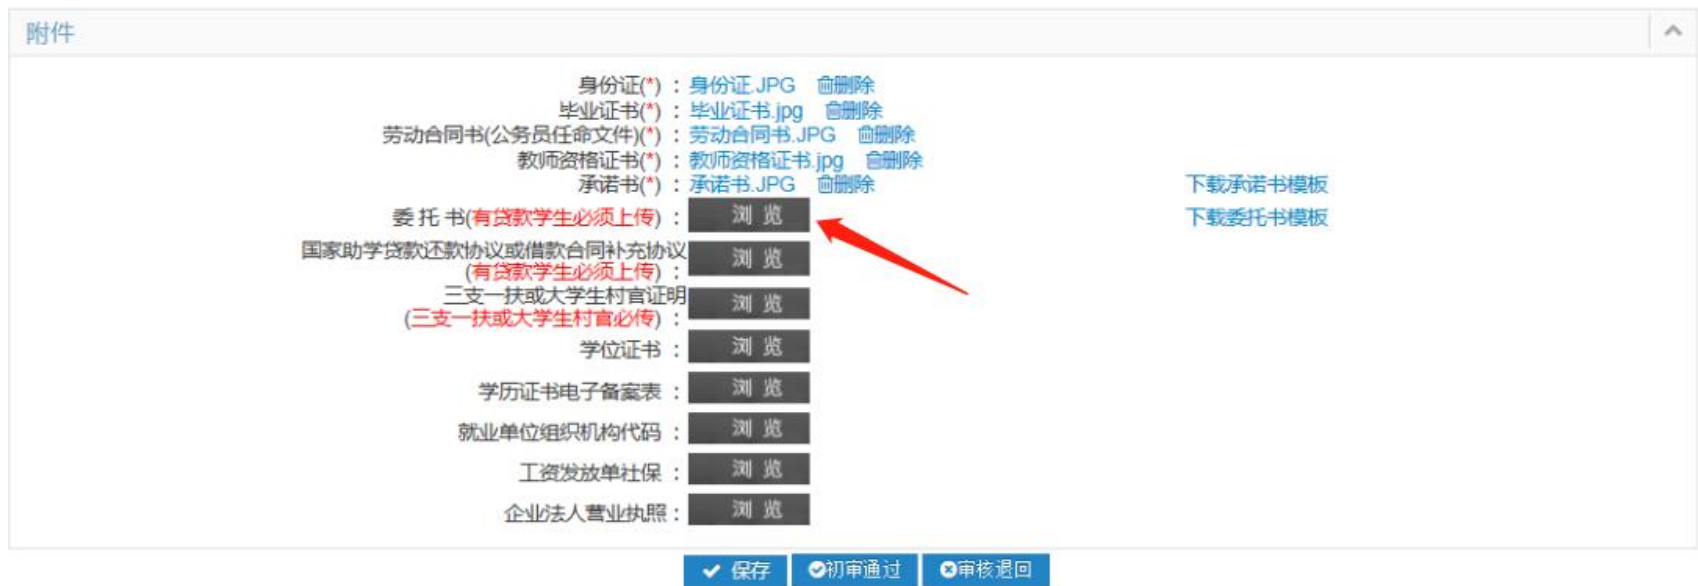 附件
身份证(*) : 身份证.JPG 删除
毕业证书(*) : 毕业证书.jpg 删除
劳动合同书(公务员任命文件)(*) : 劳动合同书.JPG 删除
教师资格证书(*) : 教师资格证书.jpg 删除
承诺书(*) : 承诺书.JPG 删除 下载承诺书模板
委 托 书(有贷款学生必须上传) : 浏 览 下载委托书模板
国家助学贷款还款协议或借款合同补充协议
(有贷款学生必须上传) : 浏 览
三支一扶或大学生村官证明
(三支一扶或大学生村官必传) : 浏 览
学位证书 : 浏 览
学历证书电子备案表 : 浏 览
就业单位组织机构代码 : 浏 览
工资发放单社保 : 浏 览
企业法人营业执照 : 浏 览
保存 初审通过 审核退回